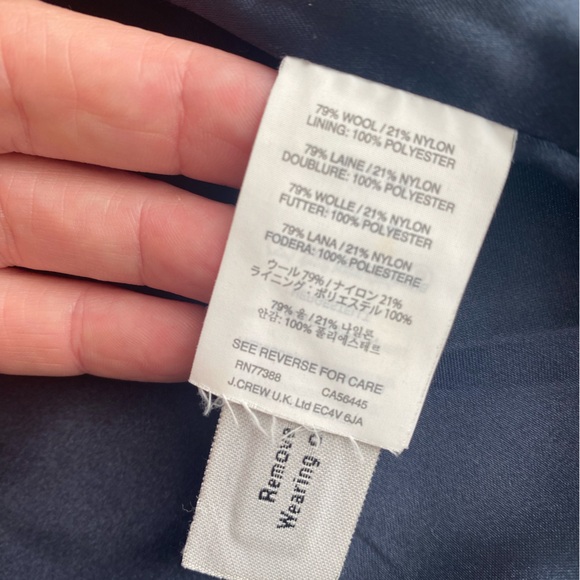 79% WOOL / 21% NYLON
LINING: 100% POLYESTER
79% LAINE / 21% NYLON
DOUBLURE: 100% POLYESTER
79% WOLLE / 21% NYLON
FUTTER: 100% POLYESTER
79% LANA / 21% NYLON
FODERA: 100% POLIESTERE
ウール 79% / ナイロン 21%
ライニング・ポリエステル 100%
79% 울 / 21% 나일론
안감: 100% 폴리에스테르
SEE REVERSE FOR CARE
RN77388 CA56445
J.CREW U.K. Ltd EC4V 6JA
Remove
Wearing